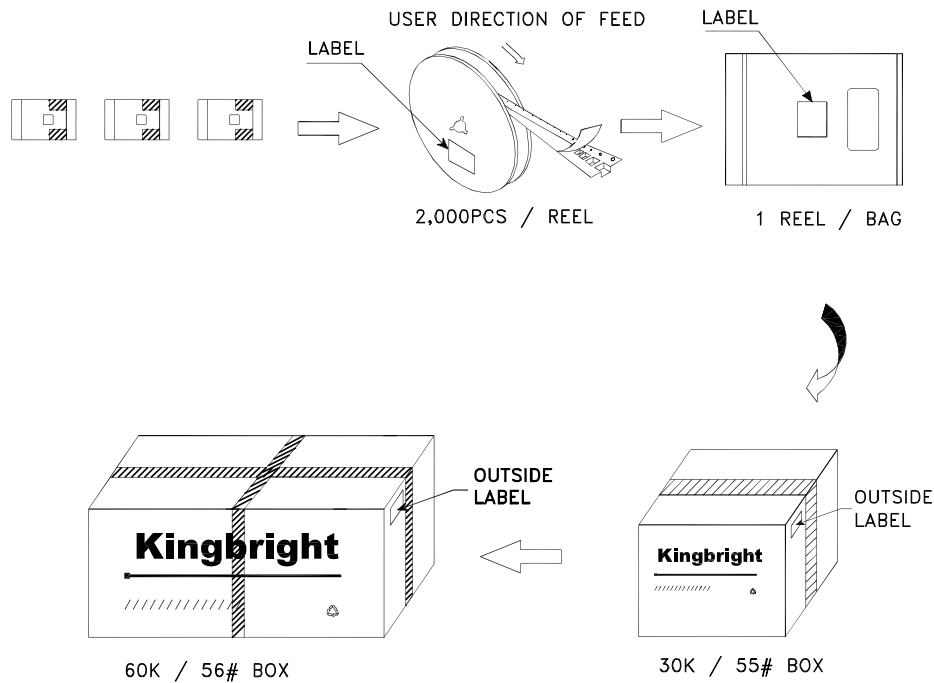 USER DIRECTION OF FEED
LABEL
LABEL
2,000PCS / REEL
1 REEL / BAG
OUTSIDE
LABEL
Kingbright
60K / 56# BOX
OUTSIDE
LABEL
Kingbright
30K / 55# BOX